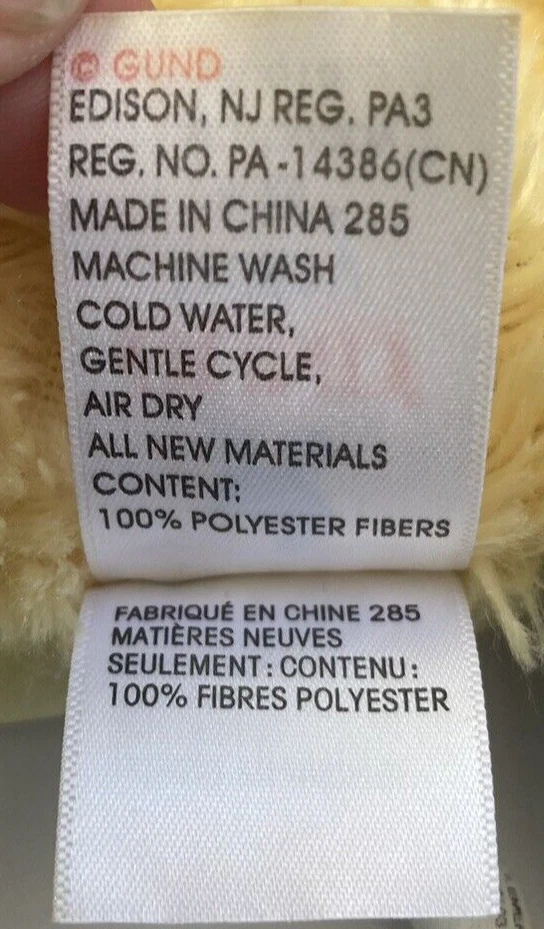 © GUND
EDISON, NJ REG. PA3
REG. NO. PA-14386(CN)
MADE IN CHINA 285
MACHINE WASH
COLD WATER,
GENTLE CYCLE,
AIR DRY
ALL NEW MATERIALS
CONTENT:
100% POLYESTER FIBERS
FABRIQUÉ EN CHINE 285
MATIÈRES NEUVES
SEULEMENT: CONTENU:
100% FIBRES POLYESTER